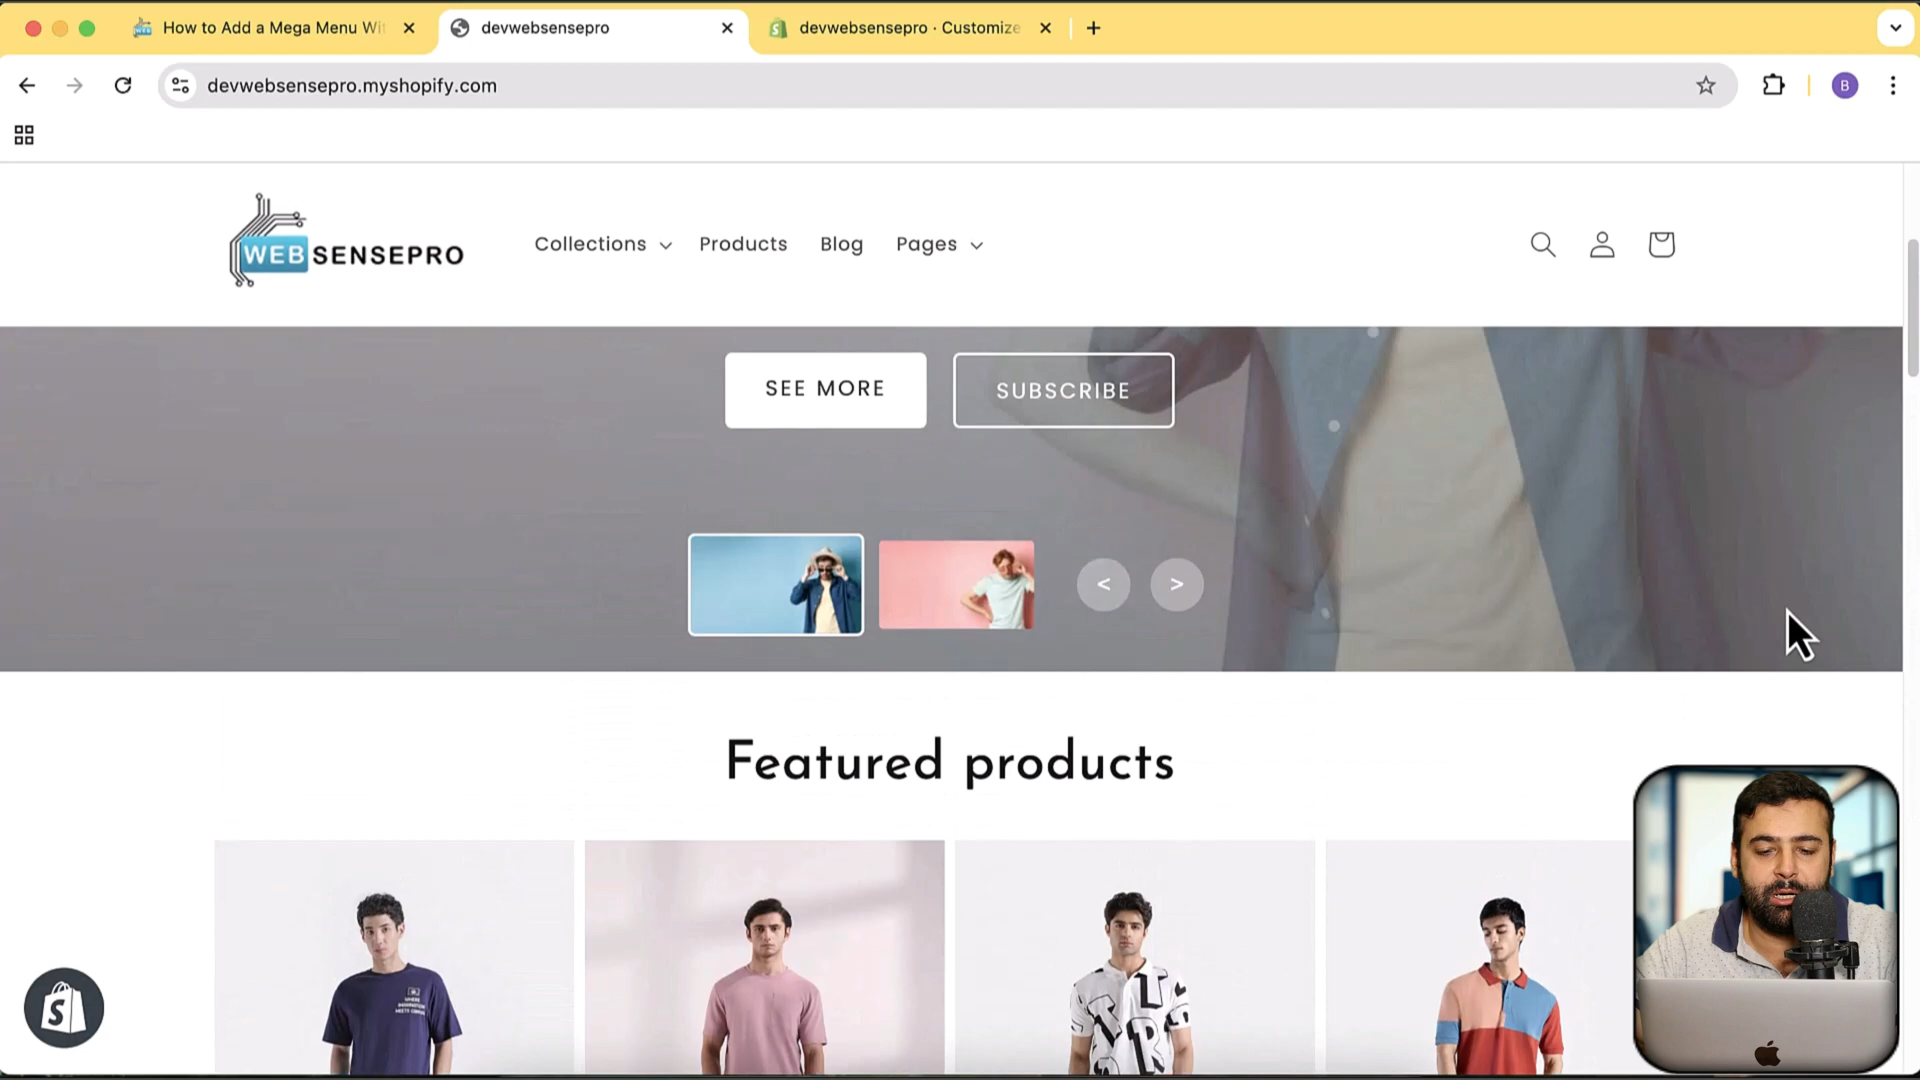 How to Add a Mega Menu Wit
devwebsensepro
devwebsensepro · Customize
devwebsensepro.myshopify.com
B
WEB SENSEPRO
Collections
Products
Blog
Pages
SEE MORE
SUBSCRIBE
<
>
Featured products